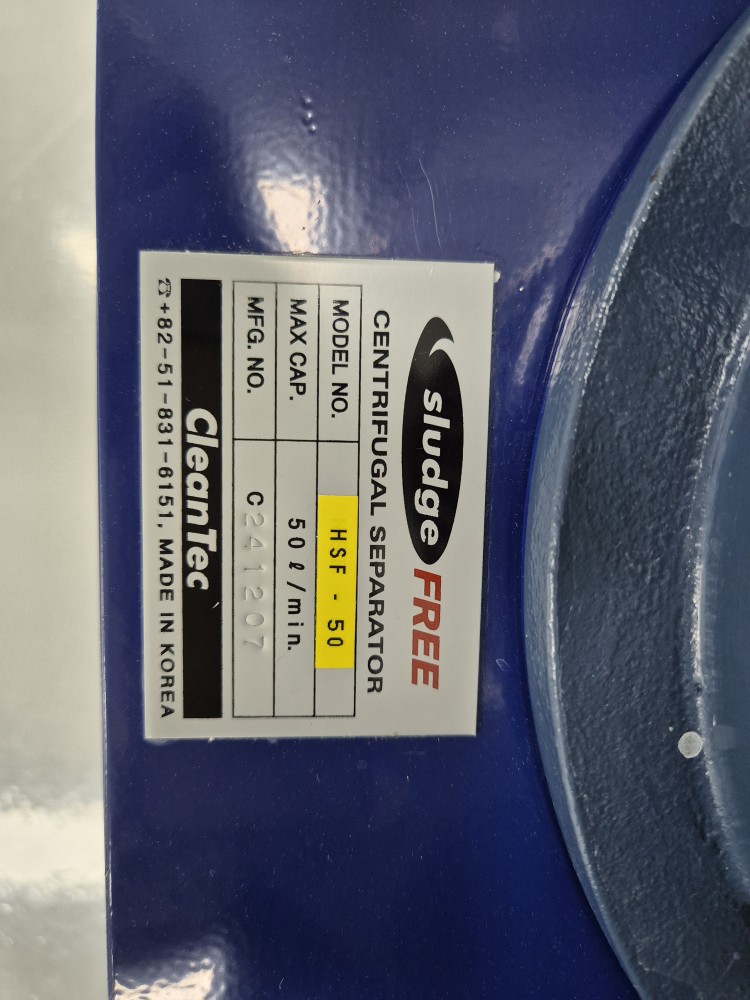 sludge FREE
CENTRIFUGAL SEPARATOR
MODEL NO. HSF - 50
MAX CAP. 50 ℓ/min.
MFG. NO. C241207
CleanTec
☎+82-51-831-6151, MADE IN KOREA